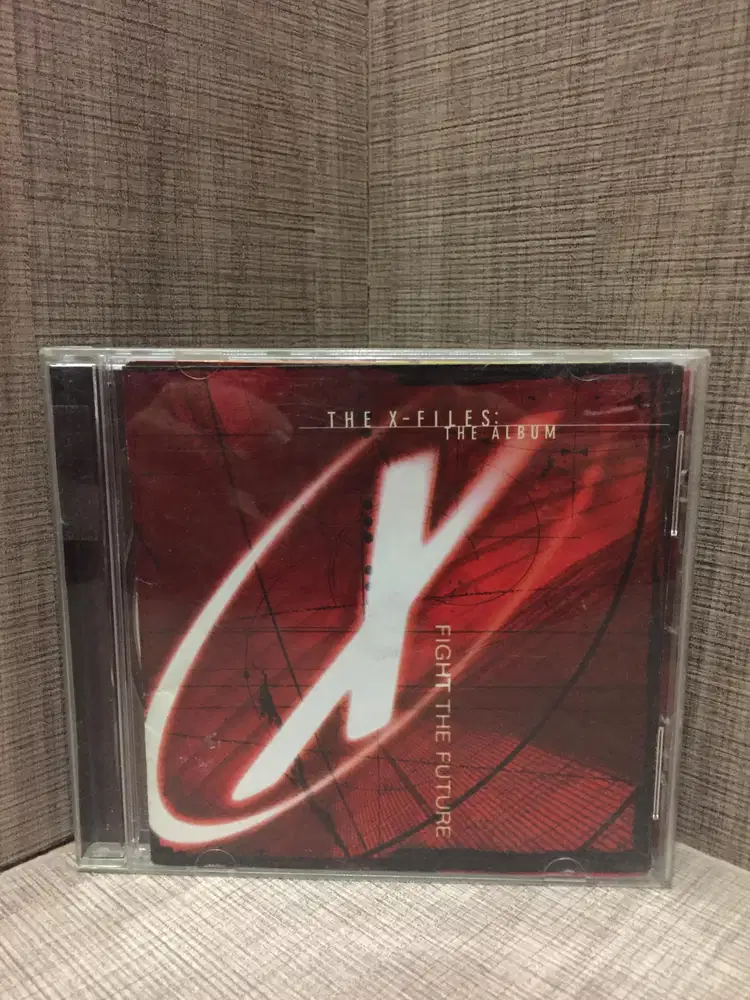 THE X-FILES:
THE ALBUM
X
FIGHT THE FUTURE